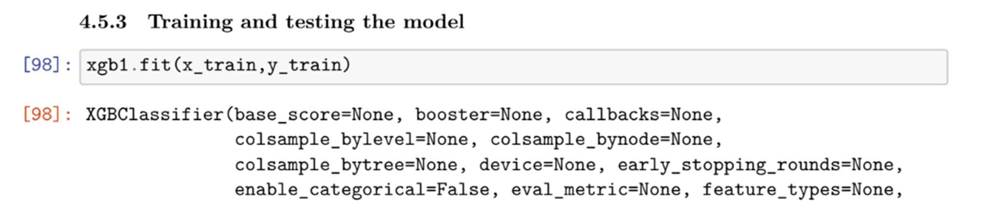 4.5.3 Training and testing the model
[98]: xgb1.fit(x_train,y_train)
[98]: XGBClassifier(base_score=None, booster=None, callbacks=None,
colsample_bylevel=None, colsample_bynode=None,
colsample_bytree=None, device=None, early_stopping_rounds=None,
enable_categorical=False, eval_metric=None, feature_types=None,